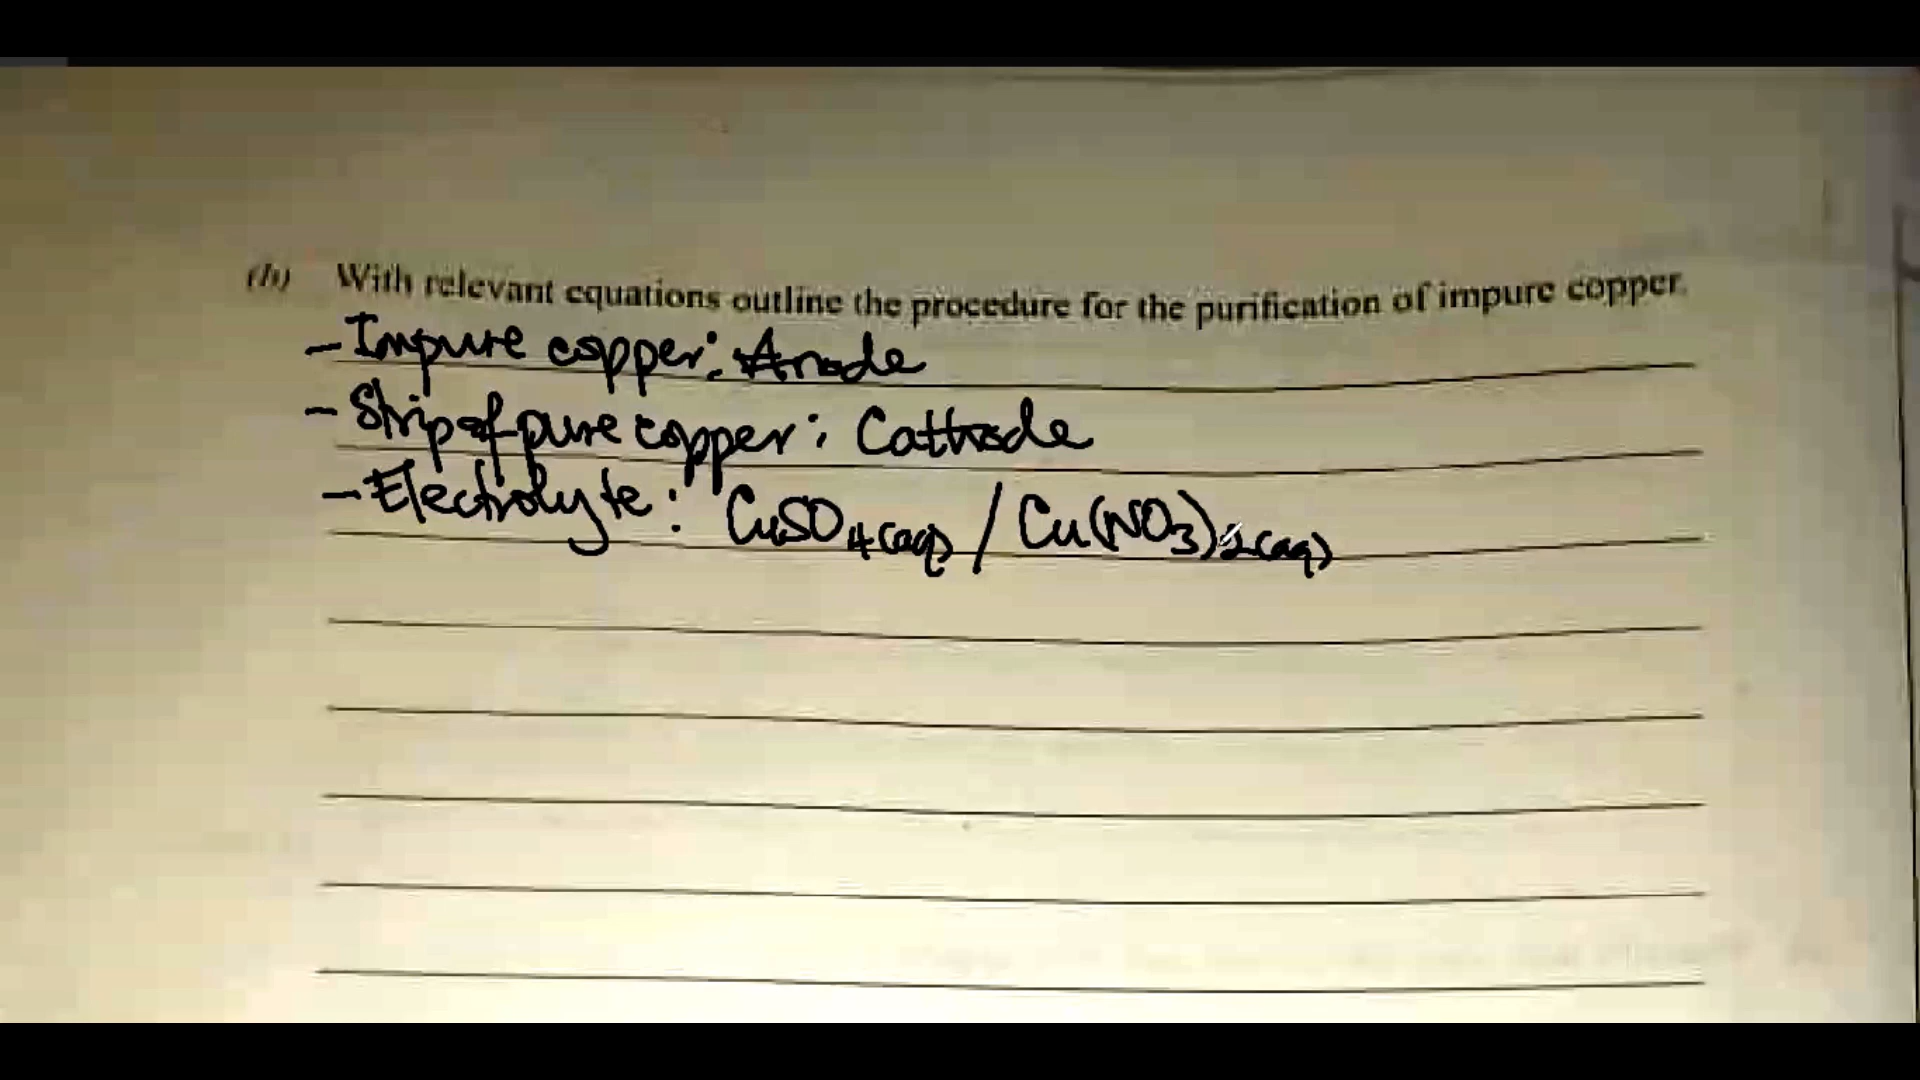 (b) With relevant equations outline the procedure for the purification of impure copper.
- Impure copper: Anode
- Strip of pure copper: Cathode
- Electrolyte: CuSO4(aq) / Cu(NO3)2(aq)